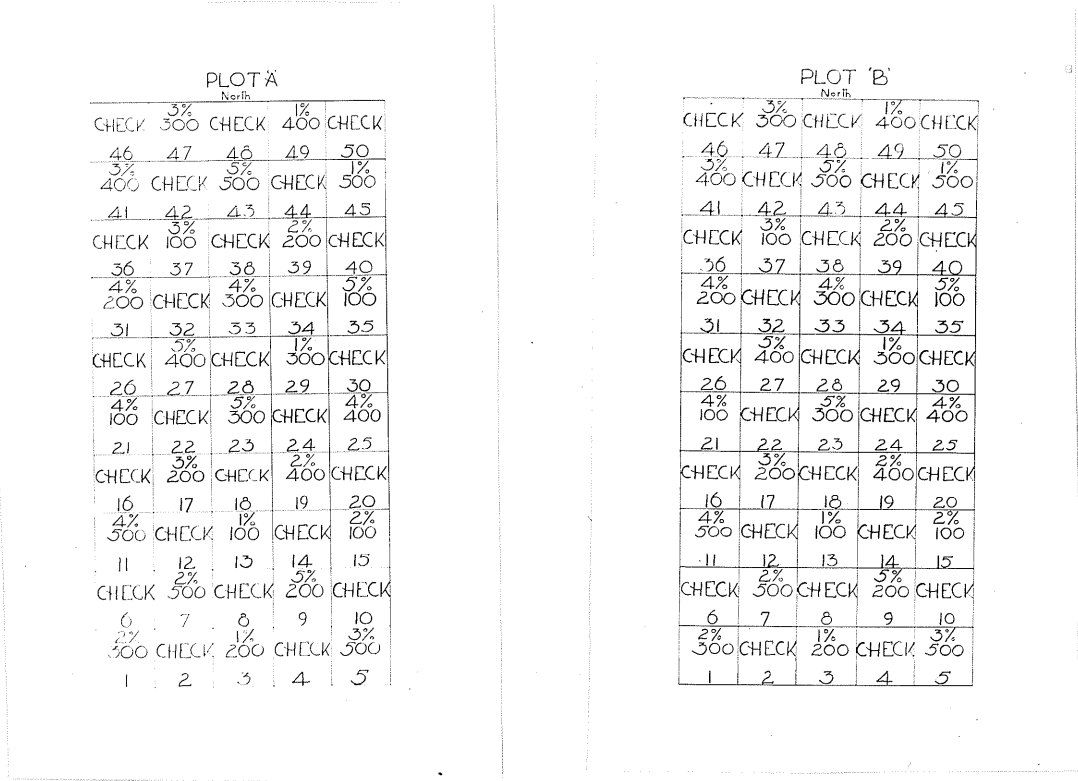 PLOT 'A'
North
3% 1%
CHECK 300 CHECK 400 CHECK
46 47 48 49 50
3% 5% 1%
400 CHECK 500 CHECK 500
41 42 43 44 45
3% 2%
CHECK 100 CHECK 200 CHECK
36 37 38 39 40
4% 4% 5%
200 CHECK 300 CHECK 100
31 32 33 34 35
5% 1%
CHECK 400 CHECK 300 CHECK
26 27 28 29 30
4% 5% 4%
100 CHECK 300 CHECK 400
21 22 23 24 25
3% 2%
CHECK 200 CHECK 400 CHECK
16 17 18 19 20
4% 1% 2%
500 CHECK 100 CHECK 100
11 12 13 14 15
2% 5%
CHECK 500 CHECK 200 CHECK
6 7 8 9 10
2% 1% 3%
300 CHECK 200 CHECK 500
1 2 3 4 5
PLOT 'B'
North
3% 1%
CHECK 300 CHECK 400 CHECK
46 47 48 49 50
3% 5% 1%
400 CHECK 500 CHECK 500
41 42 43 44 45
3% 2%
CHECK 100 CHECK 200 CHECK
36 37 38 39 40
4% 4% 5%
200 CHECK 300 CHECK 100
31 32 33 34 35
5% 1%
CHECK 400 CHECK 300 CHECK
26 27 28 29 30
4% 5% 4%
100 CHECK 300 CHECK 400
21 22 23 24 25
3% 2%
CHECK 200 CHECK 400 CHECK
16 17 18 19 20
4% 1% 2%
500 CHECK 100 CHECK 100
11 12 13 14 15
2% 5%
CHECK 500 CHECK 200 CHECK
6 7 8 9 10
2% 1% 3%
300 CHECK 200 CHECK 500
1 2 3 4 5